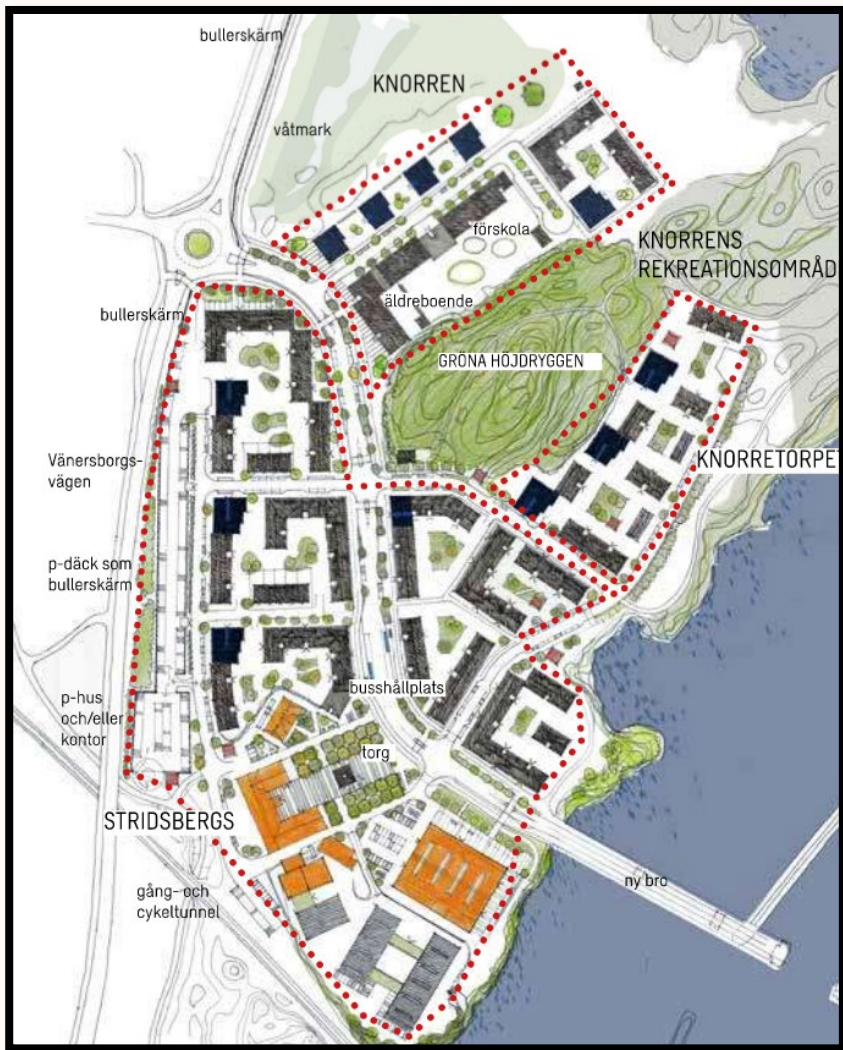 bullerskärm
KNORREN
våtmark
förskola
KNORRENS
REKREATIONSOMRÅD
bullerskärm
äldreboende
GRÖNA HÖJDRYGGEN
Vänersborgs-
vägen
KNORRETORPET
p-däck som
bullerskärm
busshållplats
p-hus
och/eller
kontor
torg
STRIDSBERGS
gång- och
cykeltunnel
ny bro